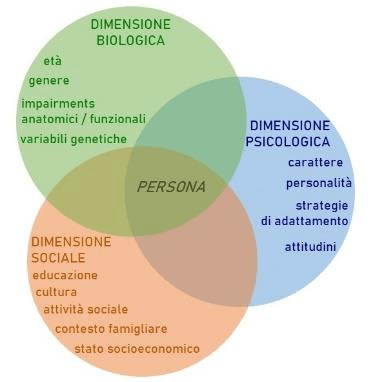 DIMENSIONE
BIOLOGICA
età
genere
impairments
anatomici / funzionali
variabili genetiche
DIMENSIONE
PSICOLOGICA
carattere
personalità
strategie
di adattamento
attitudini
PERSONA
DIMENSIONE
SOCIALE
educazione
cultura
attività sociale
contesto famigliare
stato socioeconomico